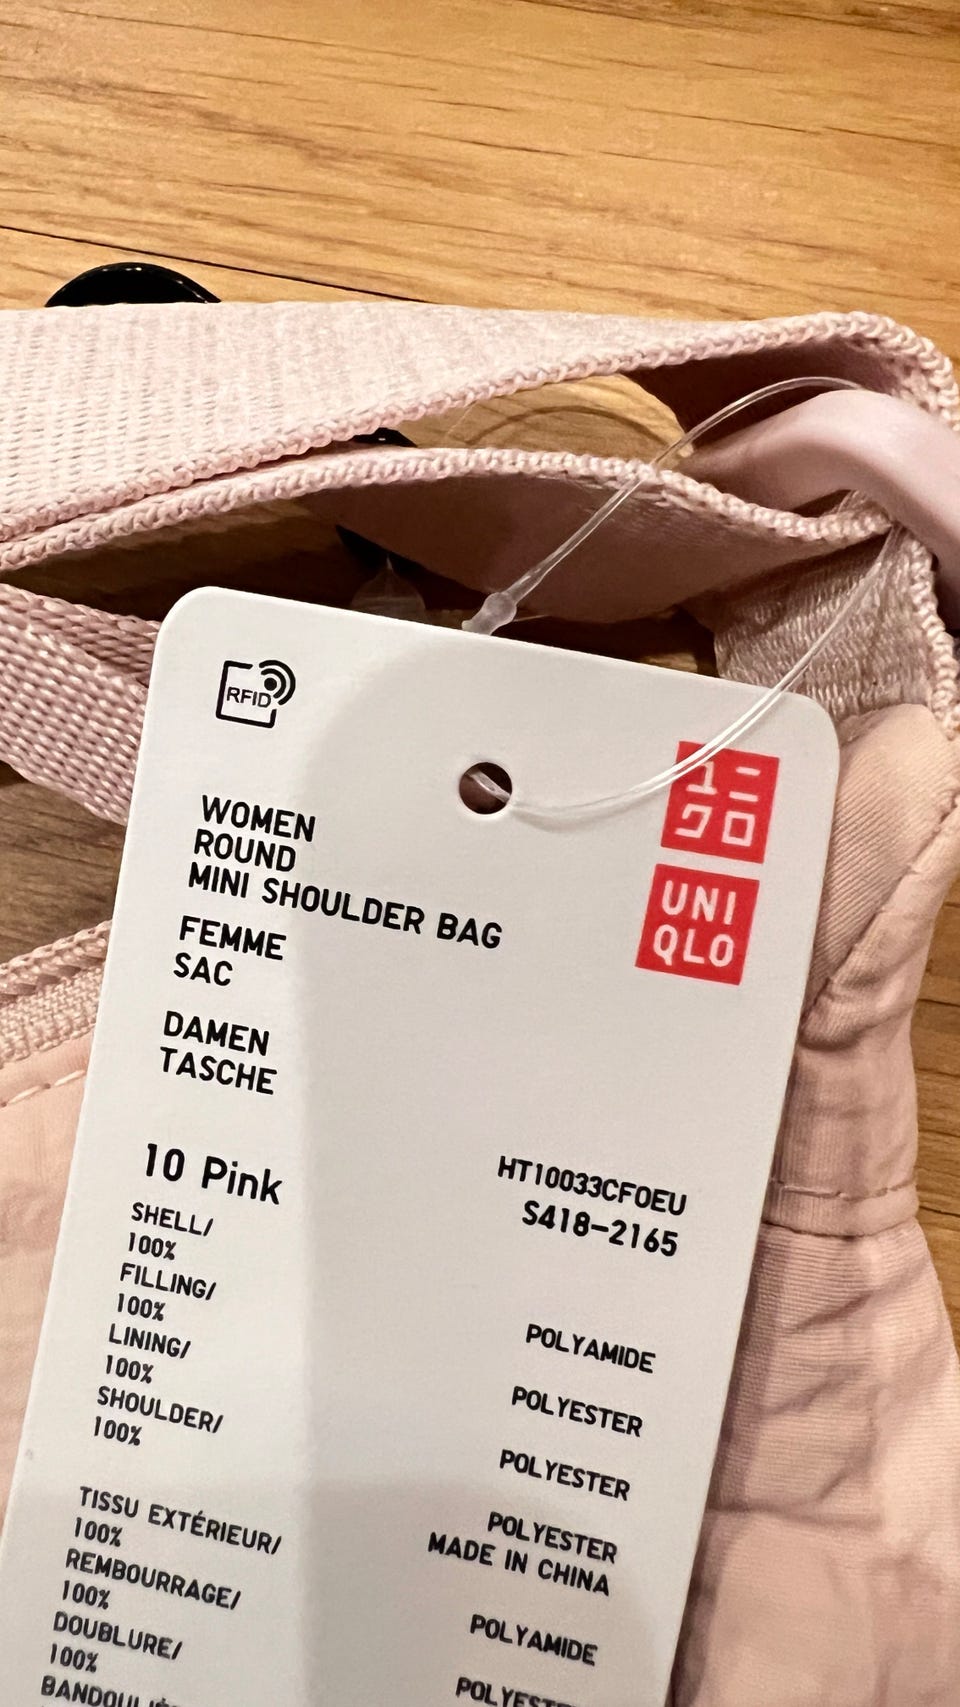 RFID
ユニ
クロ
UNI
QLO
WOMEN
ROUND
MINI SHOULDER BAG
FEMME
SAC
DAMEN
TASCHE
10 Pink
HT10033CF0EU
S418-2165
SHELL/
100% POLYAMIDE
FILLING/
100% POLYESTER
LINING/
100% POLYESTER
SHOULDER/
100% POLYESTER
MADE IN CHINA
TISSU EXTÉRIEUR/
100% POLYAMIDE
REMBOURRAGE/
100%
DOUBLURE/
100%